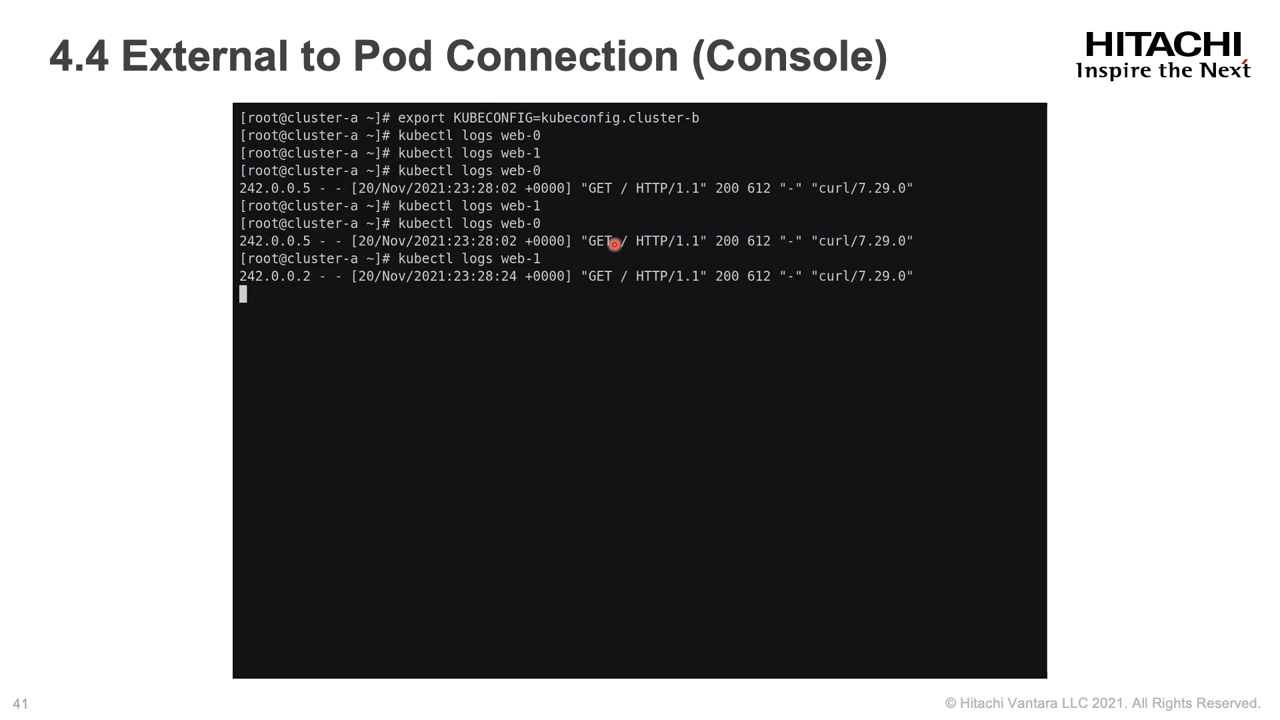 4.4 External to Pod Connection (Console)
HITACHI
Inspire the Next
[root@cluster-a ~]# export KUBECONFIG=kubeconfig.cluster-b
[root@cluster-a ~]# kubectl logs web-0
[root@cluster-a ~]# kubectl logs web-1
[root@cluster-a ~]# kubectl logs web-0
242.0.0.5 - - [20/Nov/2021:23:28:02 +0000] "GET / HTTP/1.1" 200 612 "-" "curl/7.29.0"
[root@cluster-a ~]# kubectl logs web-1
[root@cluster-a ~]# kubectl logs web-0
242.0.0.5 - - [20/Nov/2021:23:28:02 +0000] "GET / HTTP/1.1" 200 612 "-" "curl/7.29.0"
[root@cluster-a ~]# kubectl logs web-1
242.0.0.2 - - [20/Nov/2021:23:28:24 +0000] "GET / HTTP/1.1" 200 612 "-" "curl/7.29.0"
41
© Hitachi Vantara LLC 2021. All Rights Reserved.